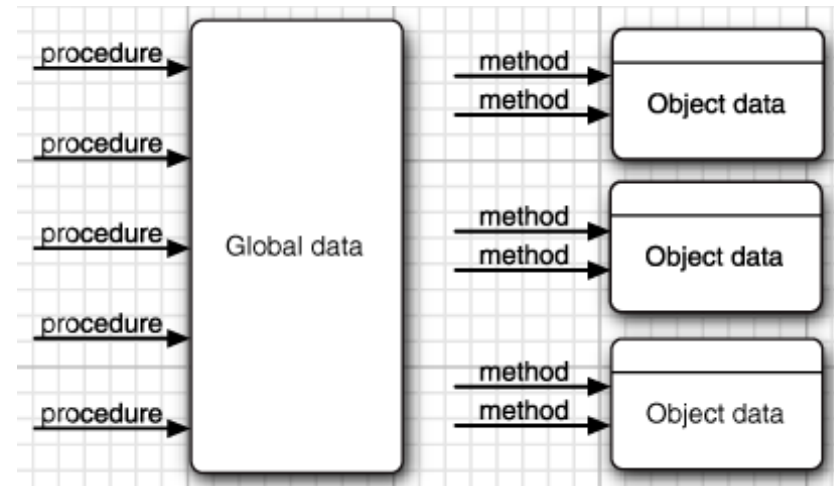 procedure
procedure
procedure
procedure
procedure
Global data
method
method
Object data
method
method
Object data
method
method
Object data